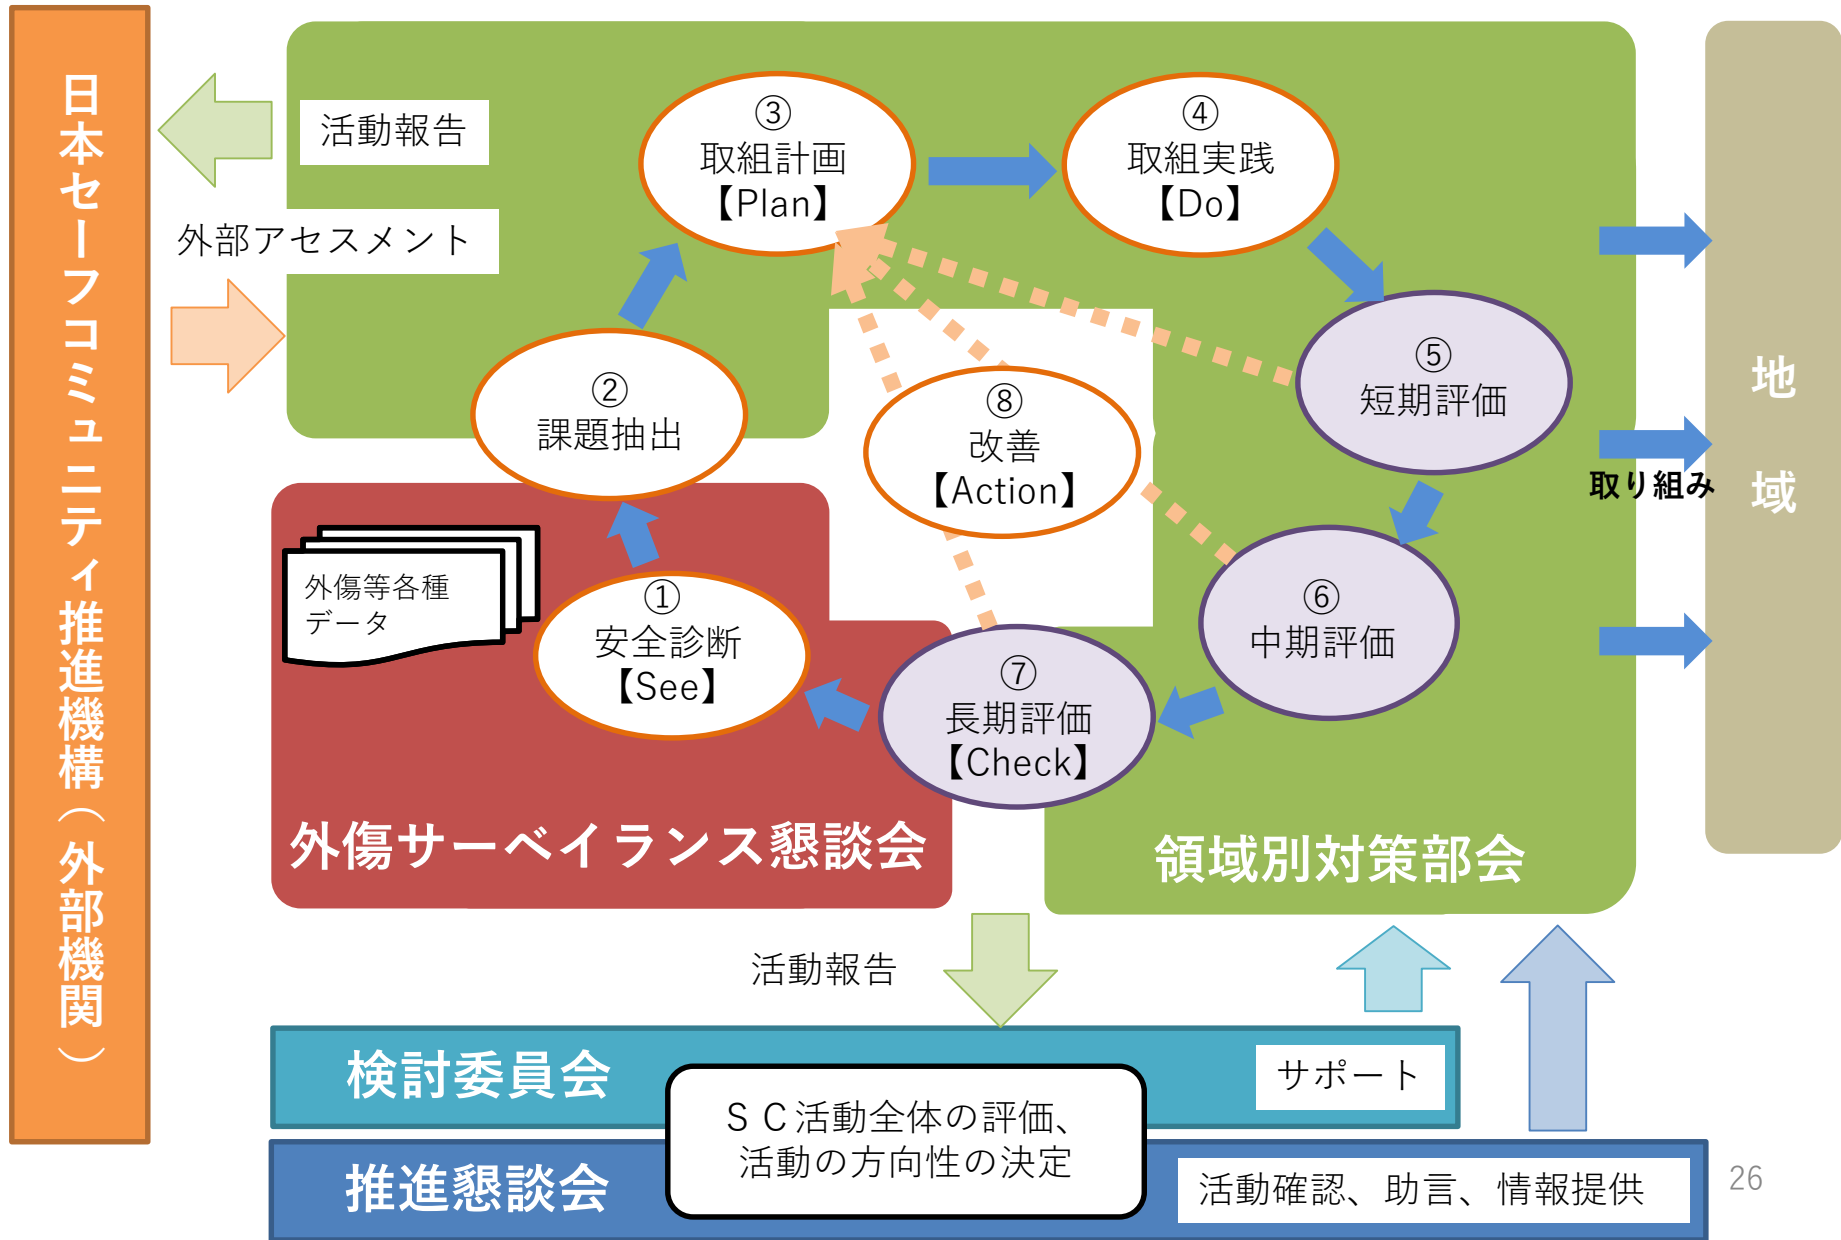 日本セーフコミュニティ推進機構（外部機関）
活動報告
外部アセスメント
③
取組計画
【Plan】
④
取組実践
【Do】
②
課題抽出
⑧
改善
【Action】
⑤
短期評価
取り組み
地域
外傷等各種
データ
①
安全診断
【See】
⑦
長期評価
【Check】
⑥
中期評価
外傷サーベイランス懇談会
領域別対策部会
活動報告
検討委員会
サポート
ＳＣ活動全体の評価、
活動の方向性の決定
推進懇談会
活動確認、助言、情報提供
26